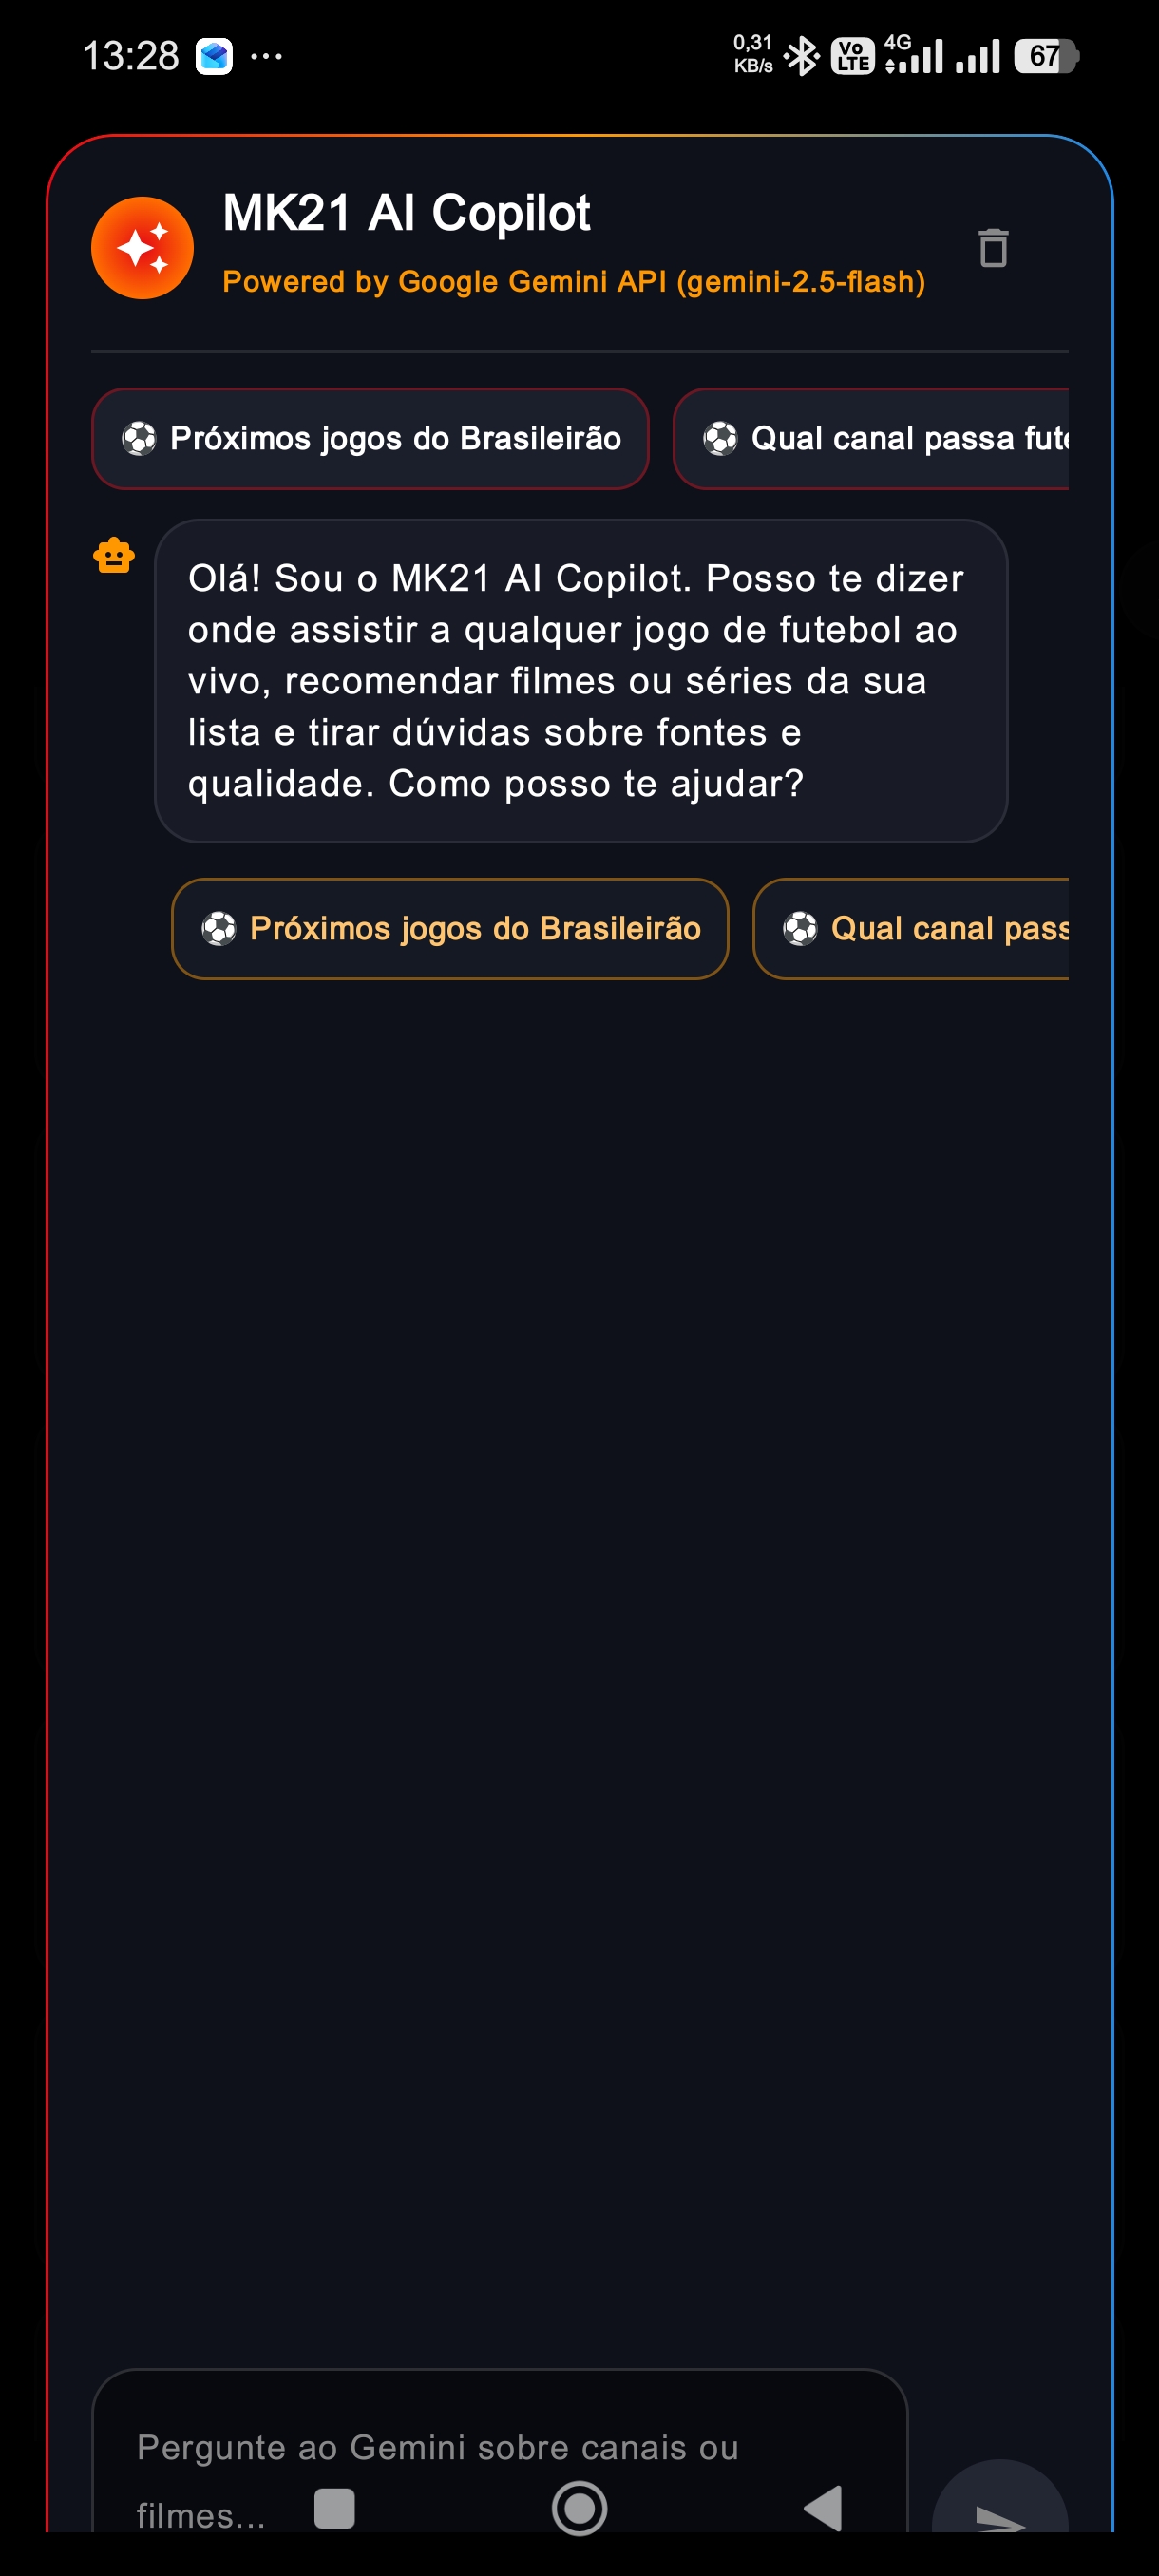 13:28
0,31
KB/s
Vo
LTE
4G
67
MK21 AI Copilot
Powered by Google Gemini API (gemini-2.5-flash)
⚽ Próximos jogos do Brasileirão
⚽ Qual canal passa fute
Olá! Sou o MK21 AI Copilot. Posso te dizer
onde assistir a qualquer jogo de futebol ao
vivo, recomendar filmes ou séries da sua
lista e tirar dúvidas sobre fontes e
qualidade. Como posso te ajudar?
⚽ Próximos jogos do Brasileirão
⚽ Qual canal pass
Pergunte ao Gemini sobre canais ou
filmes...